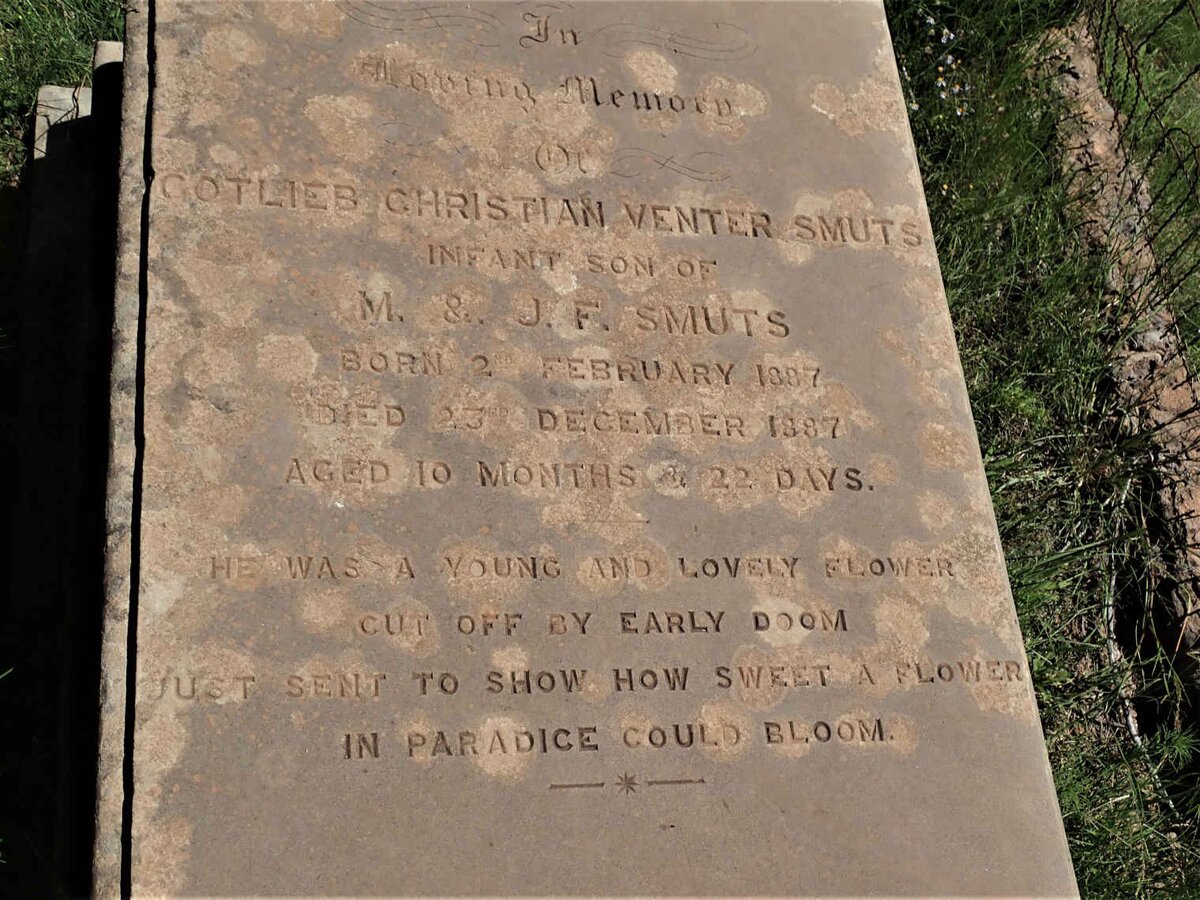 In
Loving Memory
Of
GOTLIEB CHRISTIAN VENTER SMUTS
INFANT SON OF
M. & J. F. SMUTS
BORN 2ND FEBRUARY 1887
DIED 23TH DECEMBER 1887
AGED 10 MONTHS & 22 DAYS.
HE WAS A YOUNG AND LOVELY FLOWER
CUT OFF BY EARLY DOOM
JUST SENT TO SHOW HOW SWEET A FLOWER
IN PARADICE COULD BLOOM.